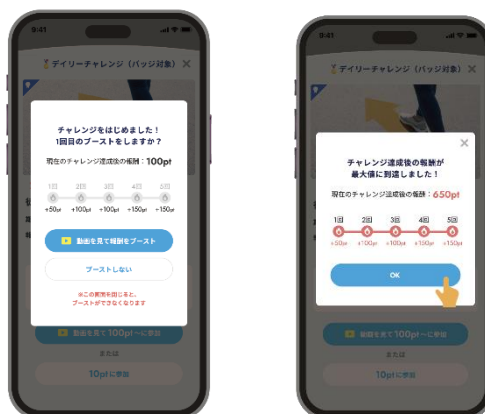 9:41
デイリーチャレンジ（バッジ対象） ×
チャレンジをはじめました！
1回目のブーストをしますか？
現在のチャレンジ達成後の報酬：100pt
1回 2回 3回 4回 5回
+50pt +100pt +100pt +150pt +150pt
動画を見て報酬をブースト
ブーストしない
※この画面を閉じると、
ブーストができなくなります
動画を見て100pt〜に参加
または
10ptに参加
9:41
デイリーチャレンジ（バッジ対象） ×
×
チャレンジ達成後の報酬が
最大値に到達しました！
現在のチャレンジ達成後の報酬：650pt
1回 2回 3回 4回 5回
+50pt +100pt +100pt +150pt +150pt
OK
動画を見て100pt〜に参加
または
10ptに参加